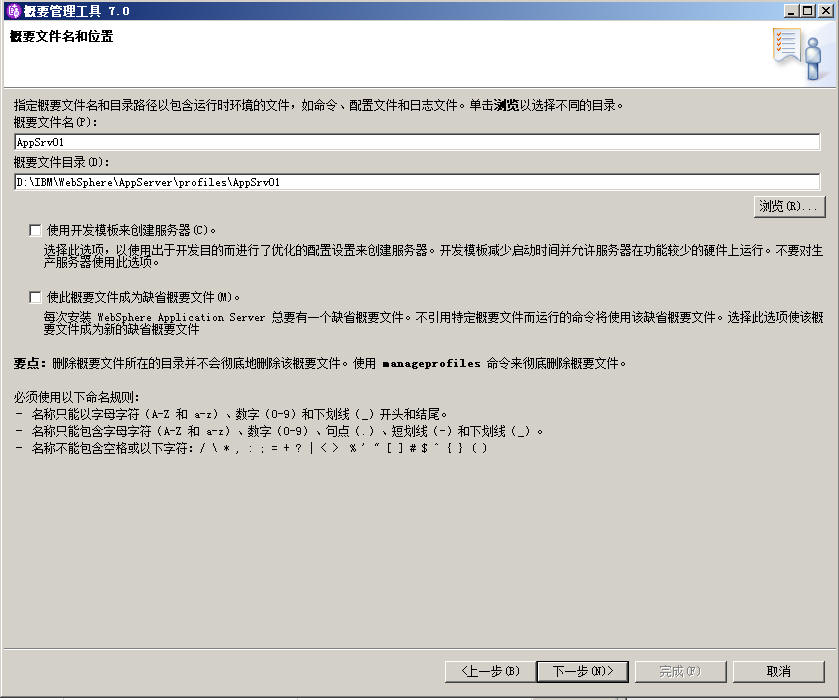 概要管理工具 7.0
概要文件名和位置
指定概要文件名和目录路径以包含运行时环境的文件，如命令、配置文件和日志文件。单击浏览以选择不同的目录。
概要文件名(P)：
AppSrv01
概要文件目录(D)：
D:\IBM\WebSphere\AppServer\profiles\AppSrv01
浏览(R)...
使用开发模板来创建服务器(C)。
选择此选项，以使用出于开发目的而进行了优化的配置设置来创建服务器。开发模板减少启动时间并允许服务器在功能较少的硬件上运行。不要对生
产服务器使用此选项。
使此概要文件成为缺省概要文件(M)。
每次安装 WebSphere Application Server 总要有一个缺省概要文件。不引用特定概要文件而运行的命令将使用该缺省概要文件。选择此选项使该概
要文件成为新的缺省概要文件
要点：删除概要文件所在的目录并不会彻底地删除该概要文件。使用 manageprofiles 命令来彻底删除概要文件。
必须使用以下命名规则：
- 名称只能以字母字符（A-Z 和 a-z）、数字（0-9）和下划线（_）开头和结尾。
- 名称只能包含字母字符（A-Z 和 a-z）、数字（0-9）、句点（.）、短划线（-）和下划线（_）。
- 名称不能包含空格或以下字符：/ \ * , : ; = + ? | < > % ' " [ ] # $ ^ { } ( )
<上一步(B)
下一步(N)>
完成(F)
取消